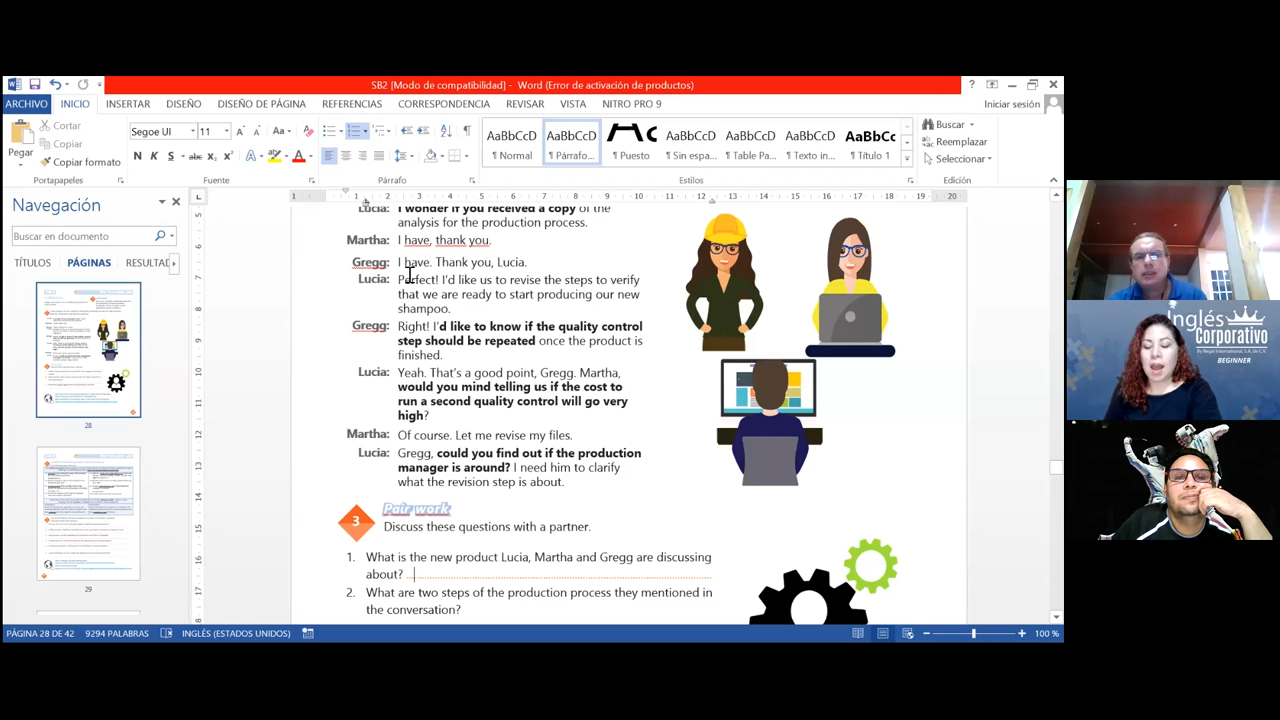 SB2 [Modo de compatibilidad] - Word (Error de activación de productos)
ARCHIVO INICIO INSERTAR DISEÑO DISEÑO DE PÁGINA REFERENCIAS CORRESPONDENCIA REVISAR VISTA NITRO PRO 9 Iniciar sesión
Pegar
Cortar
Copiar
Copiar formato
Portapapeles
Segoe UI 11
N K S abc x₂ x²
Fuente
Párrafo
AaBbCcD AaBbCcD AaBbCcD AaBbCcD AaBbCcD AaBbCc
¶ Normal ¶ Párrafo... ¶ Puesto ¶ Sin espa... ¶ Table Pa... ¶ Texto in... ¶ Título 1
Estilos
Buscar
Reemplazar
Seleccionar
Edición
Navegación
Buscar en documento
TÍTULOS PÁGINAS RESULTAD
28
29
Lucia: I wonder if you received a copy of the
analysis for the production process.
Martha: I have, thank you.
Gregg: I have. Thank you, Lucia.
Lucia: Perfect! I'd like us to revise the steps to verify
that we are ready to start producing our new
shampoo.
Gregg: Right! I'd like to know if the quality control
step should be repeated once the product is
finished.
Lucia: Yeah. That's a good point, Gregg. Martha,
would you mind telling us if the cost to
run a second quality control will go very
high?
Martha: Of course. Let me revise my files.
Lucia: Gregg, could you find out if the production
manager is around? I need him to clarify
what the revision step is about.
3 Pair work
Discuss these questions with a partner.
1. What is the new product Lucia, Martha and Gregg are discussing
about?
2. What are two steps of the production process they mentioned in
the conversation?
PÁGINA 28 DE 42 9294 PALABRAS INGLÉS (ESTADOS UNIDOS) 100 %
Inglés
Corporativo
By Regal International, S.A. de C.V.
BEGINNER